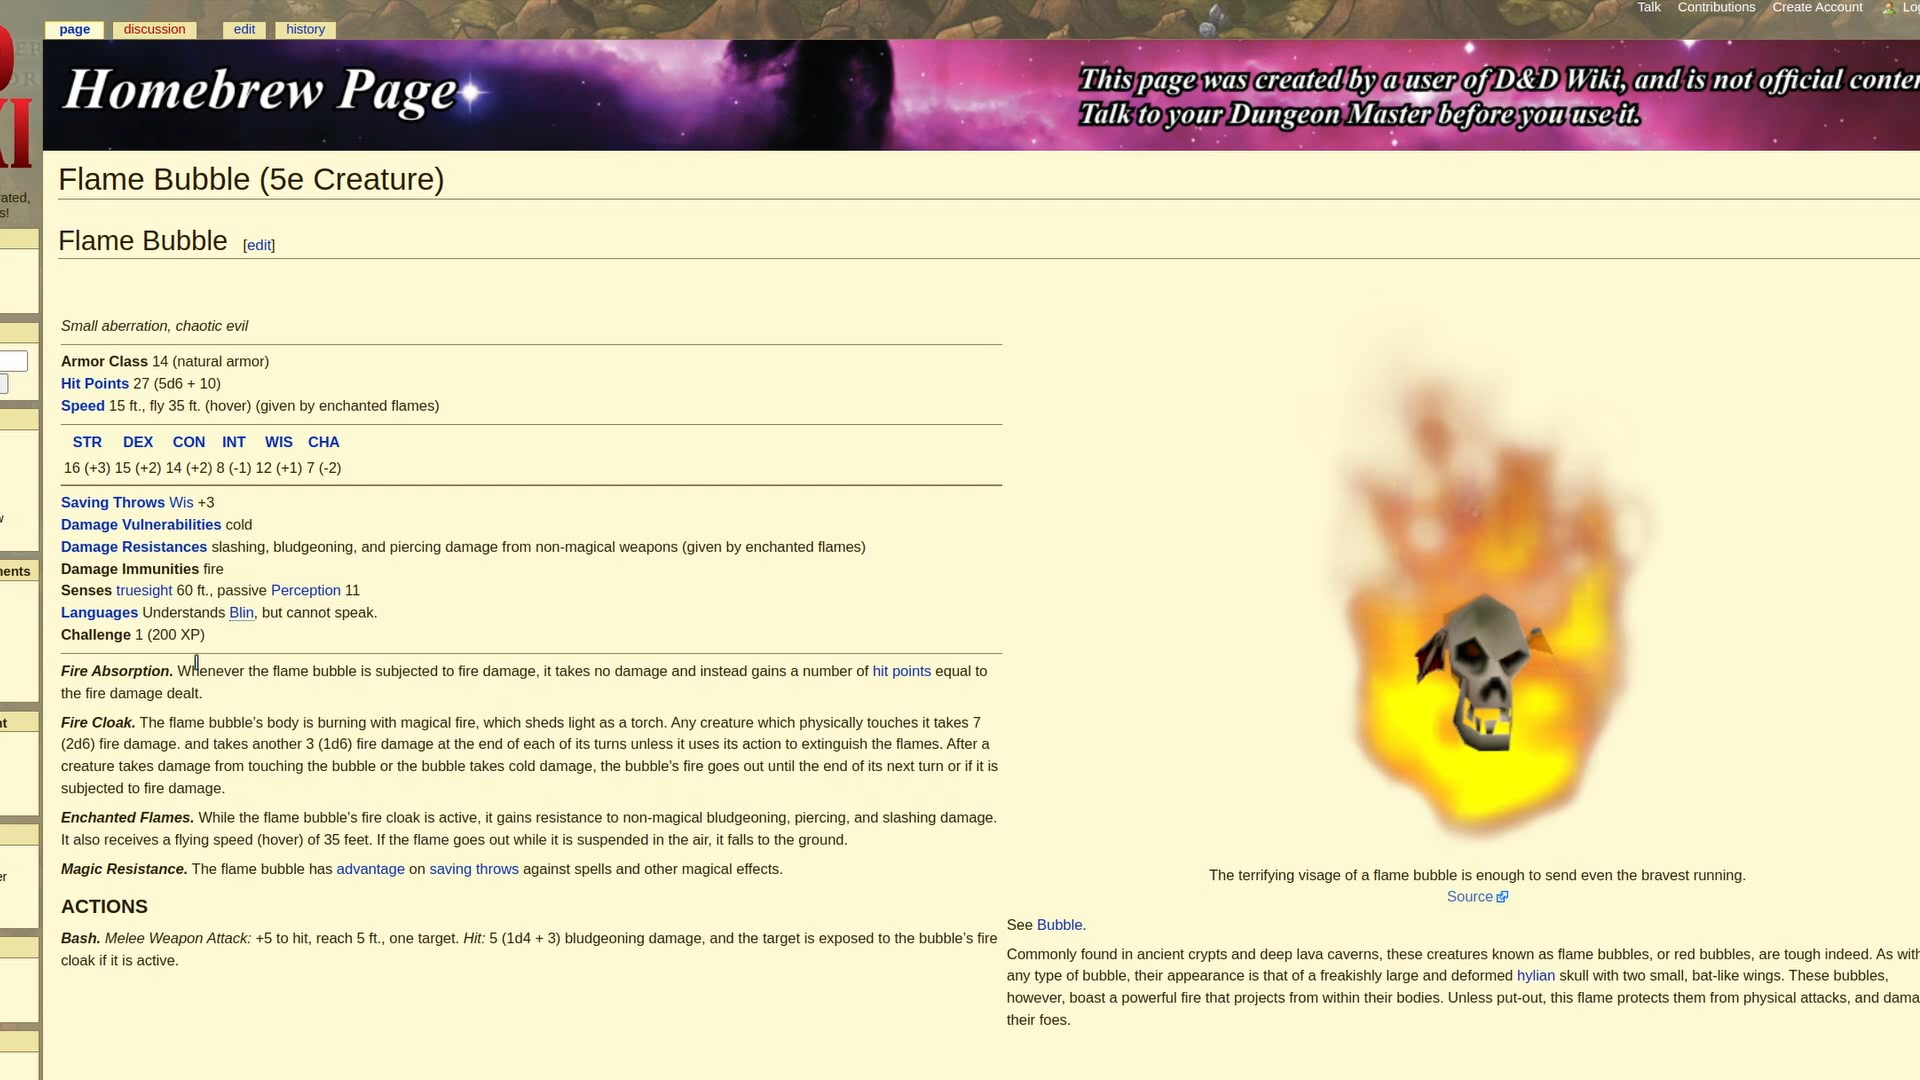 Talk Contributions Create Account
page discussion edit history
Homebrew Page
This page was created by a user of D&D Wiki, and is not official
Talk to your Dungeon Master before you use it.
Flame Bubble (5e Creature)
Flame Bubble [edit]
Small aberration, chaotic evil
Armor Class 14 (natural armor)
Hit Points 27 (5d6 + 10)
Speed 15 ft., fly 35 ft. (hover) (given by enchanted flames)
STR DEX CON INT WIS CHA
16 (+3) 15 (+2) 14 (+2) 8 (-1) 12 (+1) 7 (-2)
Saving Throws Wis +3
Damage Vulnerabilities cold
Damage Resistances slashing, bludgeoning, and piercing damage from non-magical weapons (given by enchanted flames)
Damage Immunities fire
Senses truesight 60 ft., passive Perception 11
Languages Understands Blin, but cannot speak.
Challenge 1 (200 XP)
Fire Absorption. Whenever the flame bubble is subjected to fire damage, it takes no damage and instead gains a number of hit points equal to
the fire damage dealt.
Fire Cloak. The flame bubble’s body is burning with magical fire, which sheds light as a torch. Any creature which physically touches it takes 7
(2d6) fire damage. and takes another 3 (1d6) fire damage at the end of each of its turns unless it uses its action to extinguish the flames. After a
creature takes damage from touching the bubble or the bubble takes cold damage, the bubble's fire goes out until the end of its next turn or if it is
subjected to fire damage.
Enchanted Flames. While the flame bubble's fire cloak is active, it gains resistance to non-magical bludgeoning, piercing, and slashing damage.
It also receives a flying speed (hover) of 35 feet. If the flame goes out while it is suspended in the air, it falls to the ground.
Magic Resistance. The flame bubble has advantage on saving throws against spells and other magical effects.
ACTIONS
Bash. Melee Weapon Attack: +5 to hit, reach 5 ft., one target. Hit: 5 (1d4 + 3) bludgeoning damage, and the target is exposed to the bubble’s fire
cloak if it is active.
The terrifying visage of a flame bubble is enough to send even the bravest running.
Source
See Bubble.
Commonly found in ancient crypts and deep lava caverns, these creatures known as flame bubbles, or red bubbles, are tough indeed. As with
any type of bubble, their appearance is that of a freakishly large and deformed hylian skull with two small, bat-like wings. These bubbles,
however, boast a powerful fire that projects from within their bodies. Unless put-out, this flame protects them from physical attacks, and
their foes.